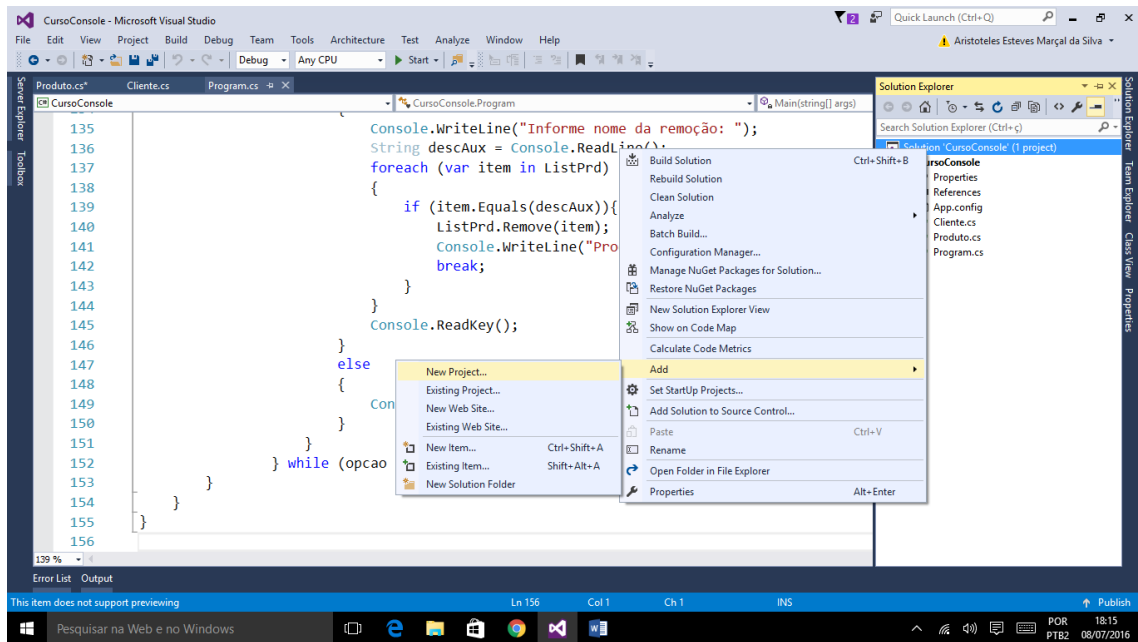 CursoConsole - Microsoft Visual Studio
2
Quick Launch (Ctrl+Q)
File Edit View Project Build Debug Team Tools Architecture Test Analyze Window Help
Aristoteles Esteves Marçal da Silva
Debug Any CPU Start
Server Explorer
Toolbox
Produto.cs* Cliente.cs Program.cs
CursoConsole CursoConsole.Program Main(string[] args)
135 Console.WriteLine("Informe nome da remoção: ");
136 String descAux = Console.ReadLine();
137 foreach (var item in ListPrd)
138 {
139 if (item.Equals(descAux)){
140 ListPrd.Remove(item);
141 Console.WriteLine("Pro
142 break;
143 }
144 }
145 Console.ReadKey();
146 }
147 else
148 {
149 Con
150 }
151 }
152 } while (opcao
153 }
154 }
155 }
156
139 %
Build Solution Ctrl+Shift+B
Rebuild Solution
Clean Solution
Analyze
Batch Build...
Configuration Manager...
Manage NuGet Packages for Solution...
Restore NuGet Packages
New Solution Explorer View
Show on Code Map
Calculate Code Metrics
Add
Set StartUp Projects...
Add Solution to Source Control...
Paste Ctrl+V
Rename
Open Folder in File Explorer
Properties Alt+Enter
New Project...
Existing Project...
New Web Site...
Existing Web Site...
New Item... Ctrl+Shift+A
Existing Item... Shift+Alt+A
New Solution Folder
Solution Explorer
Search Solution Explorer (Ctrl+ç)
Solution 'CursoConsole' (1 project)
ursoConsole
Properties
References
App.config
Cliente.cs
Produto.cs
Program.cs
Solution Explorer
Team Explorer
Class View
Properties
Error List Output
This item does not support previewing Ln 156 Col 1 Ch 1 INS Publish
Pesquisar na Web e no Windows
POR 18:15
PTB2 08/07/2016